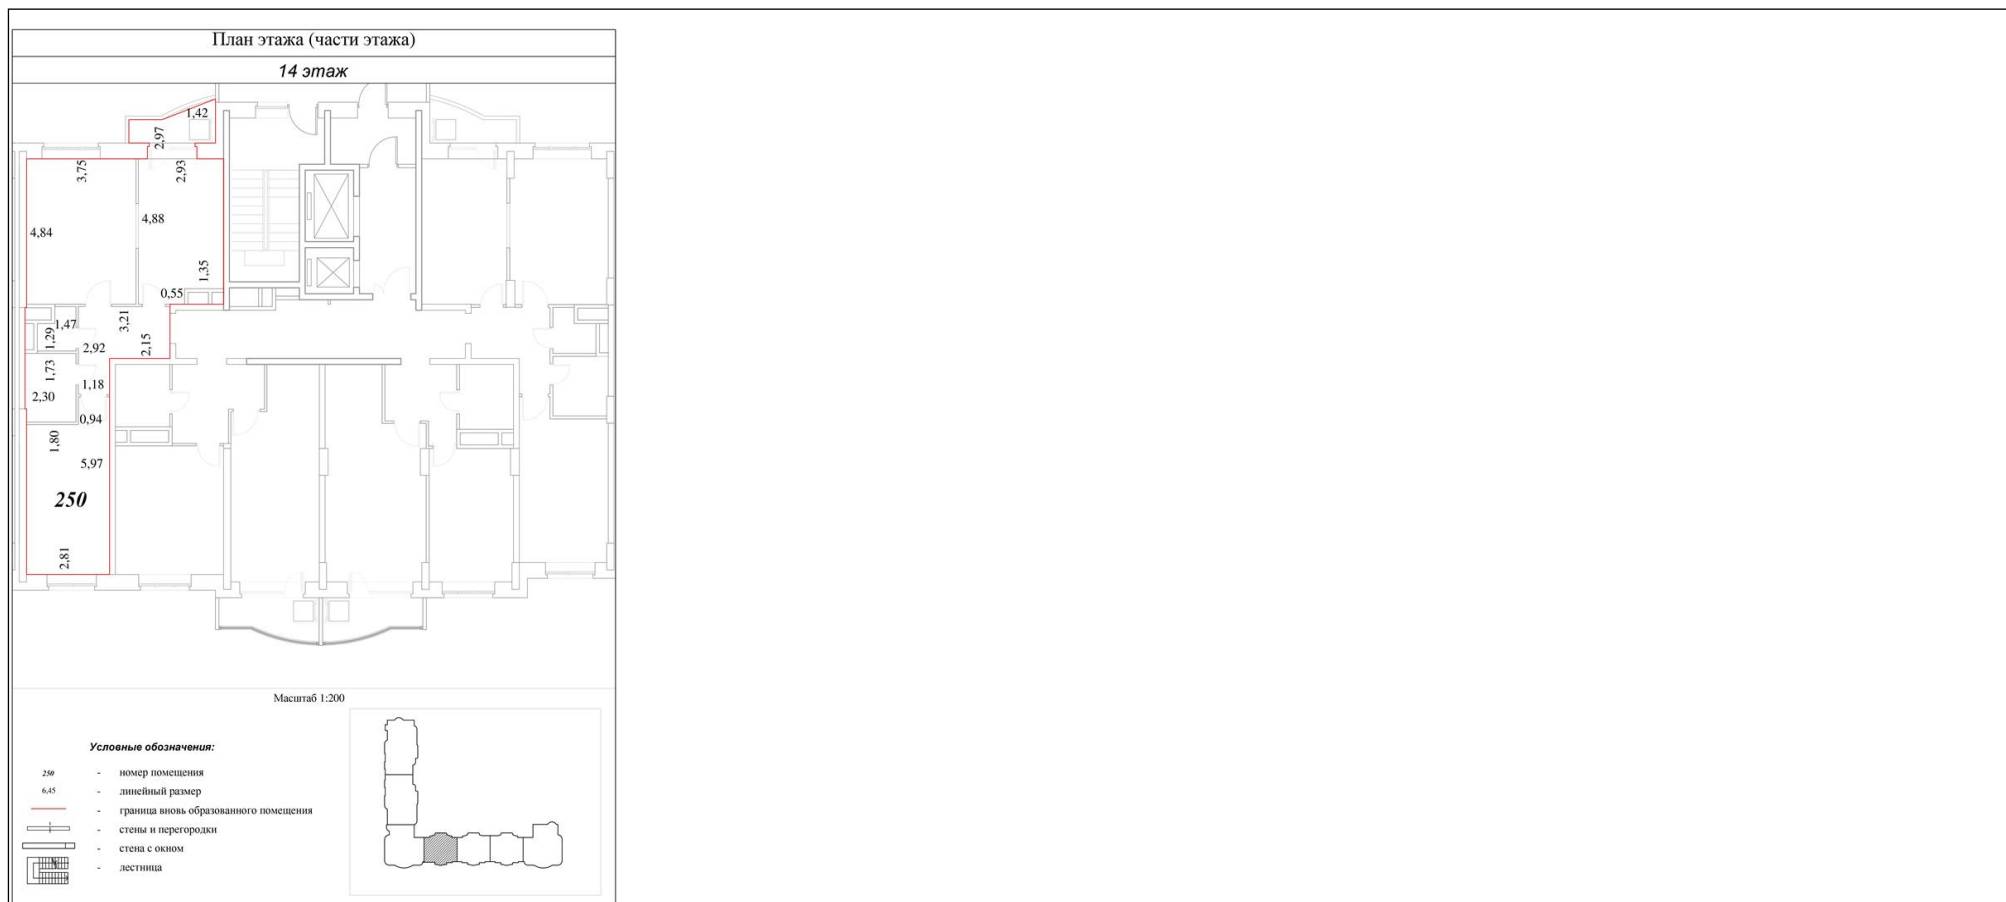 План этажа (части этажа)
14 этаж
1,42
2,97
3,75
2,93
4,88
4,84
1,35
0,55
1,47
3,21
1,29
2,92
2,15
1,73
1,18
2,30
0,94
1,80
5,97
250
2,81
Масштаб 1:200
Условные обозначения:
250 - номер помещения
6,45 - линейный размер
- граница вновь образованного помещения
- стены и перегородки
- стена с окном
- лестница